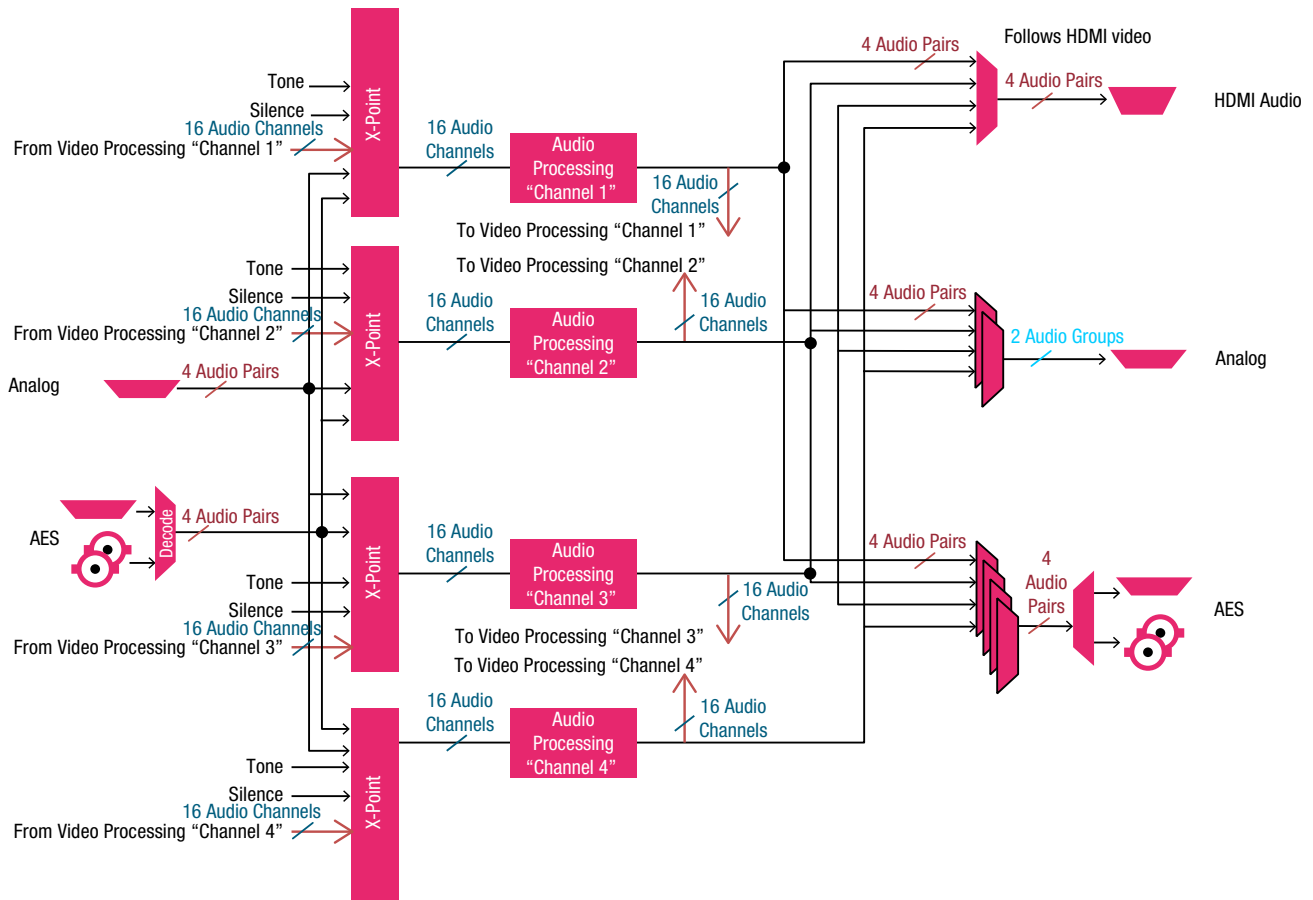 Follows HDMI video
4 Audio Pairs
4 Audio Pairs
HDMI Audio
Tone
Silence
16 Audio Channels
From Video Processing “Channel 1”
X-Point
16 Audio
Channels
Audio
Processing
“Channel 1”
16 Audio
Channels
To Video Processing “Channel 1”
To Video Processing “Channel 2”
Tone
Silence
16 Audio Channels
From Video Processing “Channel 2”
X-Point
16 Audio
Channels
Audio
Processing
“Channel 2”
16 Audio
Channels
4 Audio Pairs
2 Audio Groups
Analog
Analog
4 Audio Pairs
AES
Decode
4 Audio Pairs
Tone
Silence
16 Audio Channels
From Video Processing “Channel 3”
X-Point
16 Audio
Channels
Audio
Processing
“Channel 3”
16 Audio
Channels
To Video Processing “Channel 3”
To Video Processing “Channel 4”
4 Audio Pairs
4
Audio
Pairs
AES
16 Audio
Channels
Audio
Processing
“Channel 4”
16 Audio
Channels
X-Point
Tone
Silence
16 Audio Channels
From Video Processing “Channel 4”